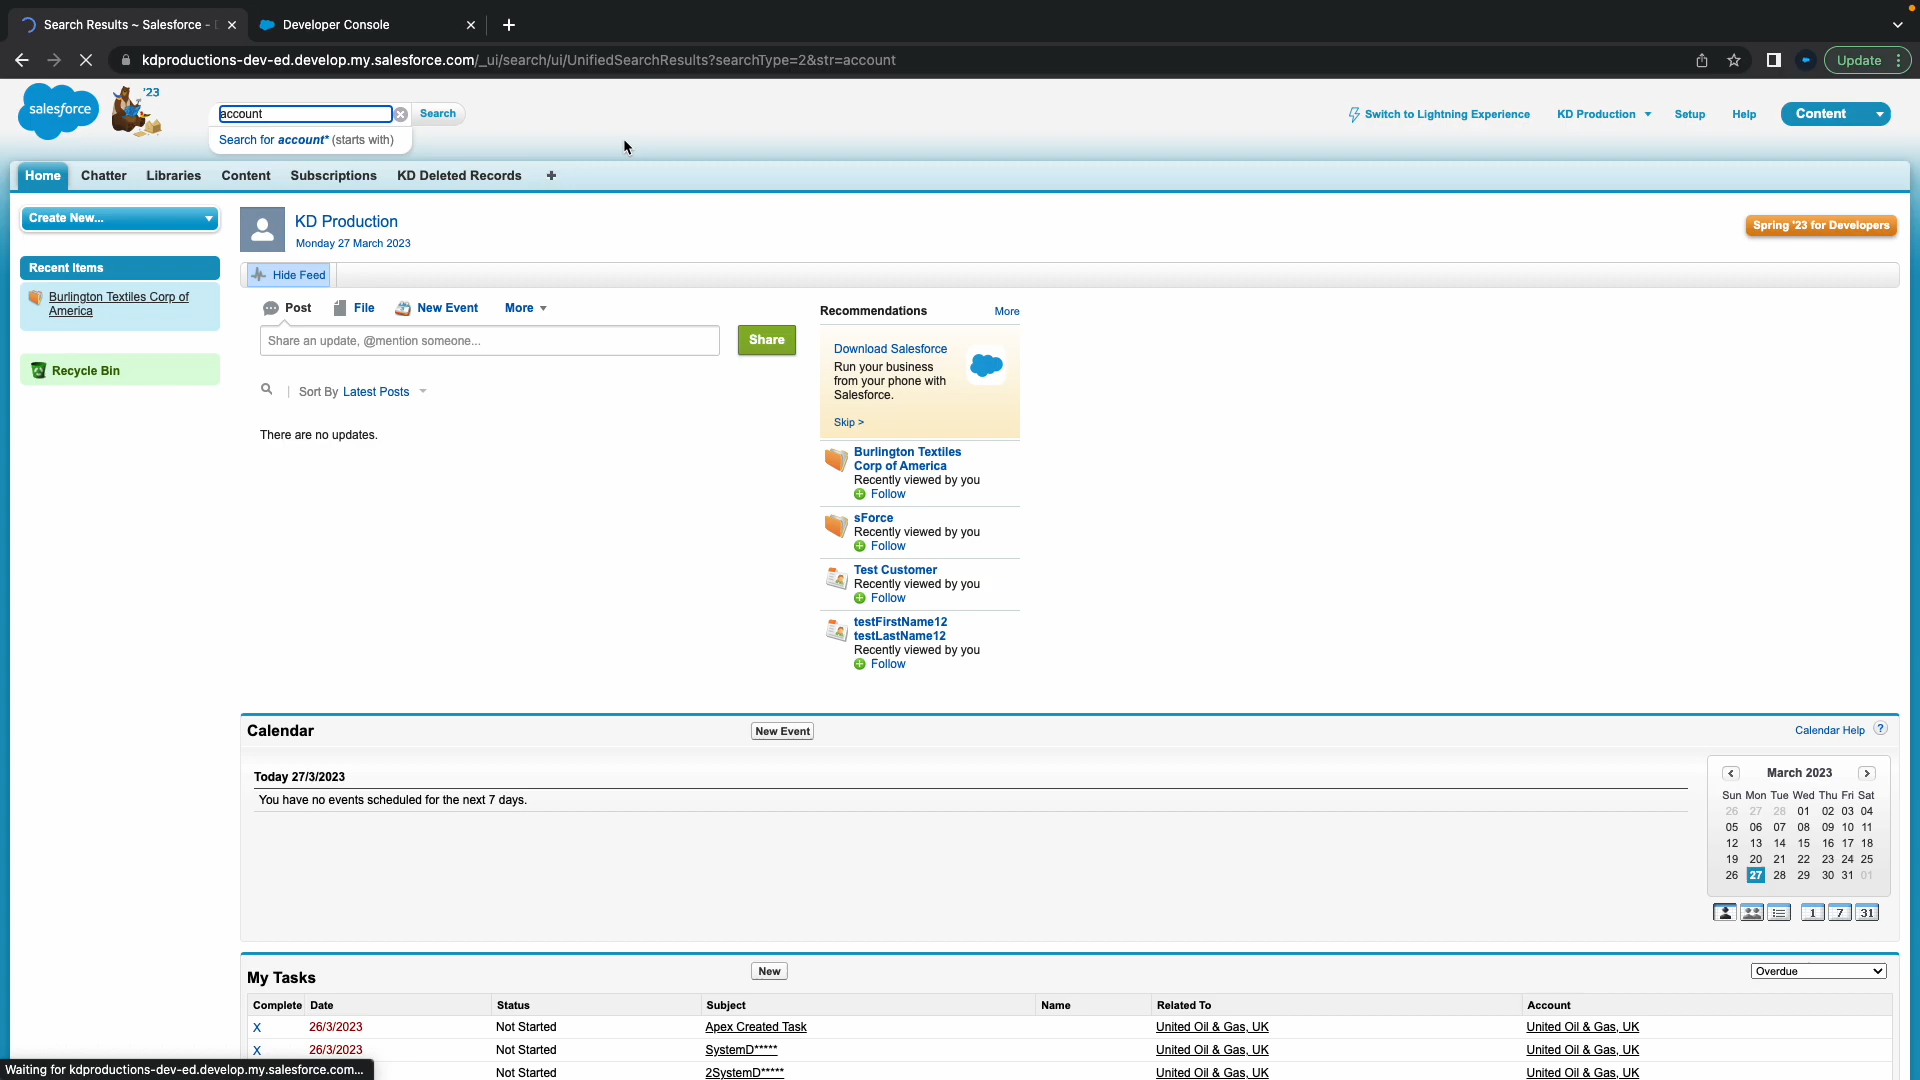 Search Results ~ Salesforce -
Developer Console
kdproductions-dev-ed.develop.my.salesforce.com/_ui/search/ui/UnifiedSearchResults?searchType=2&str=account
Update
salesforce
'23
account
Search
Search for account* (starts with)
Switch to Lightning Experience
KD Production
Setup
Help
Content
Home
Chatter
Libraries
Content
Subscriptions
KD Deleted Records
+
Create New...
Recent Items
Burlington Textiles Corp of
America
Recycle Bin
KD Production
Monday 27 March 2023
Spring '23 for Developers
Hide Feed
Post
File
New Event
More
Share an update, @mention someone...
Share
Sort By Latest Posts
There are no updates.
Recommendations
More
Download Salesforce
Run your business
from your phone with
Salesforce.
Skip >
Burlington Textiles
Corp of America
Recently viewed by you
Follow
sForce
Recently viewed by you
Follow
Test Customer
Recently viewed by you
Follow
testFirstName12
testLastName12
Recently viewed by you
Follow
Calendar
New Event
Calendar Help ?
Today 27/3/2023
You have no events scheduled for the next 7 days.
March 2023
Sun Mon Tue Wed Thu Fri Sat
26 27 28 01 02 03 04
05 06 07 08 09 10 11
12 13 14 15 16 17 18
19 20 21 22 23 24 25
26 27 28 29 30 31 01
1 7 31
My Tasks
New
Overdue
Complete Date Status Subject Name Related To Account
X 26/3/2023 Not Started Apex Created Task United Oil & Gas, UK United Oil & Gas, UK
X 26/3/2023 Not Started SystemD***** United Oil & Gas, UK United Oil & Gas, UK
Not Started 2SystemD***** United Oil & Gas, UK United Oil & Gas, UK
Waiting for kdproductions-dev-ed.develop.my.salesforce.com...